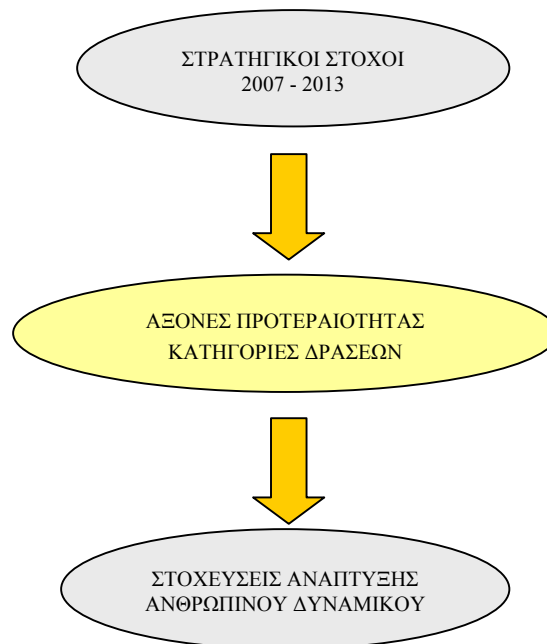 ΣΤΡΑΤΗΓΙΚΟΙ ΣΤΟΧΟΙ
2007 - 2013
ΑΞΟΝΕΣ ΠΡΟΤΕΡΑΙΟΤΗΤΑΣ
ΚΑΤΗΓΟΡΙΕΣ ΔΡΑΣΕΩΝ
ΣΤΟΧΕΥΣΕΙΣ ΑΝΑΠΤΥΞΗΣ
ΑΝΘΡΩΠΙΝΟΥ ΔΥΝΑΜΙΚΟΥ